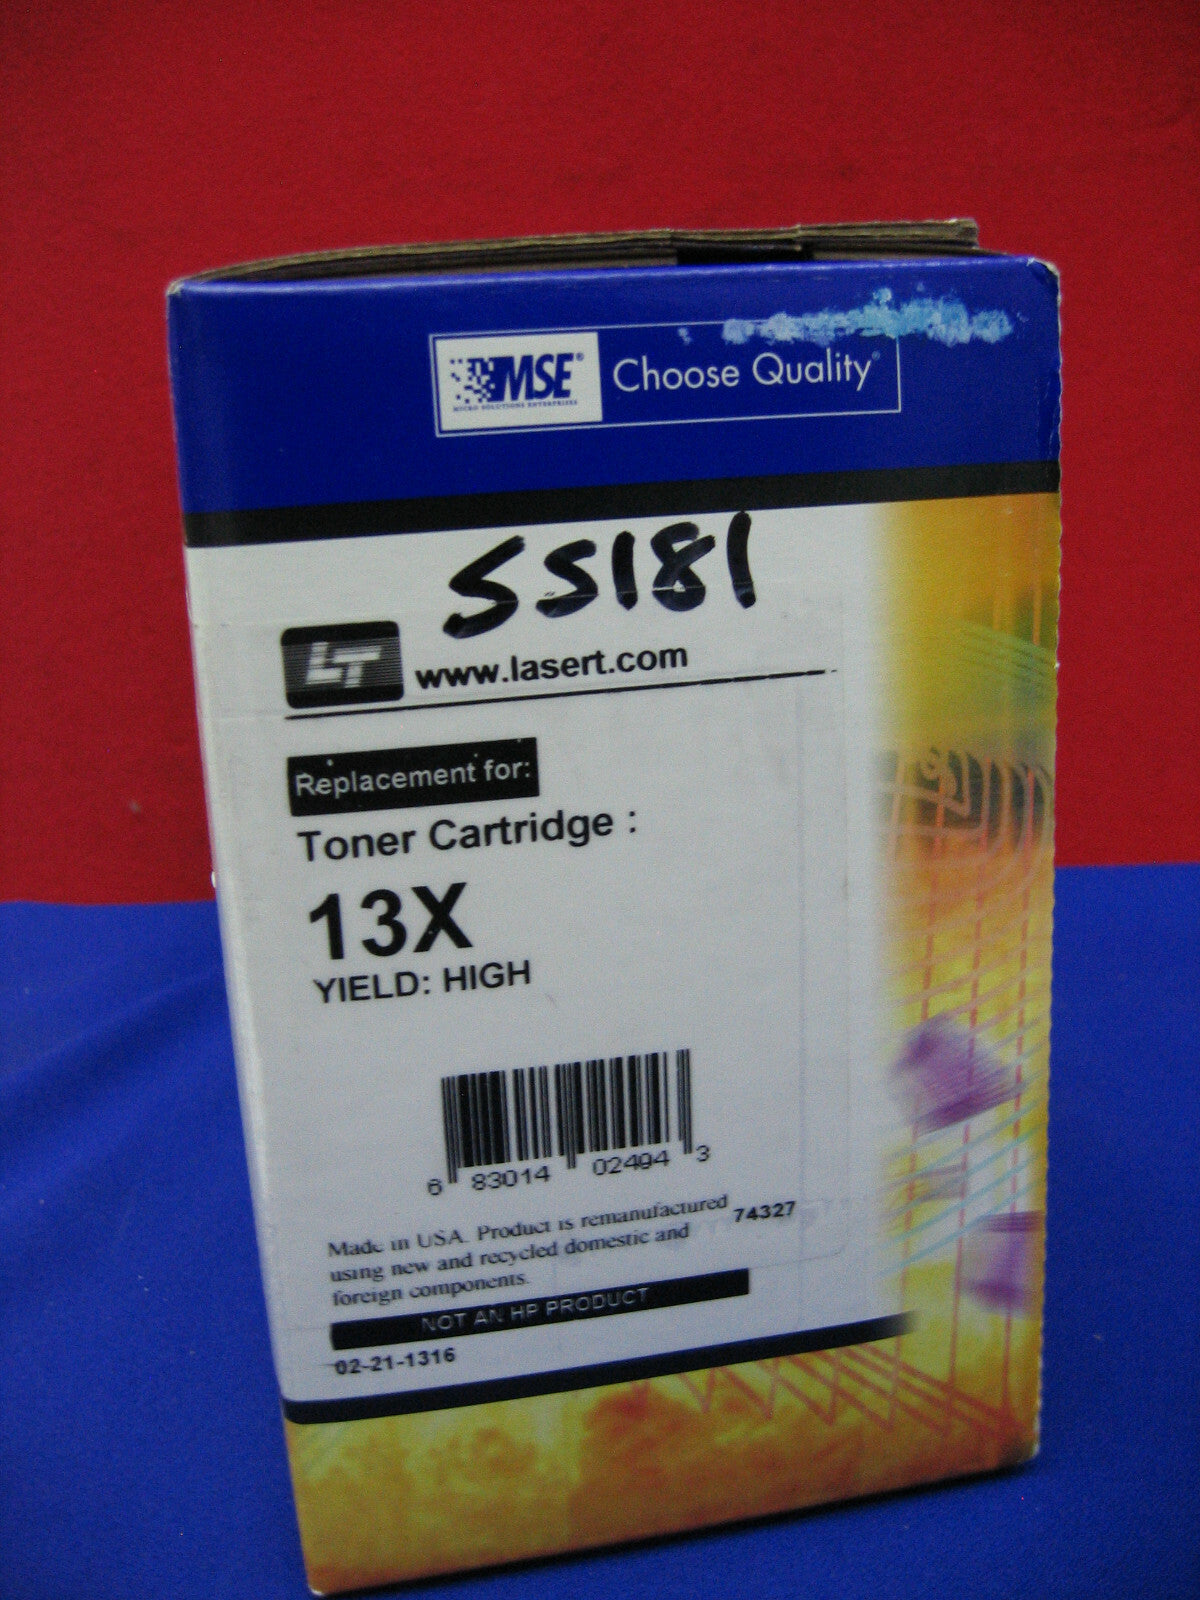 MSE®
MICRO SOLUTIONS ENTERPRISES
Choose Quality®
SS181
LT
www.lasert.com
Replacement for:
Toner Cartridge :
13X
YIELD: HIGH
6 83014 02494 3
Made in USA. Product is remanufactured
using new and recycled domestic and
foreign components.
74327
NOT AN HP PRODUCT
02-21-1316